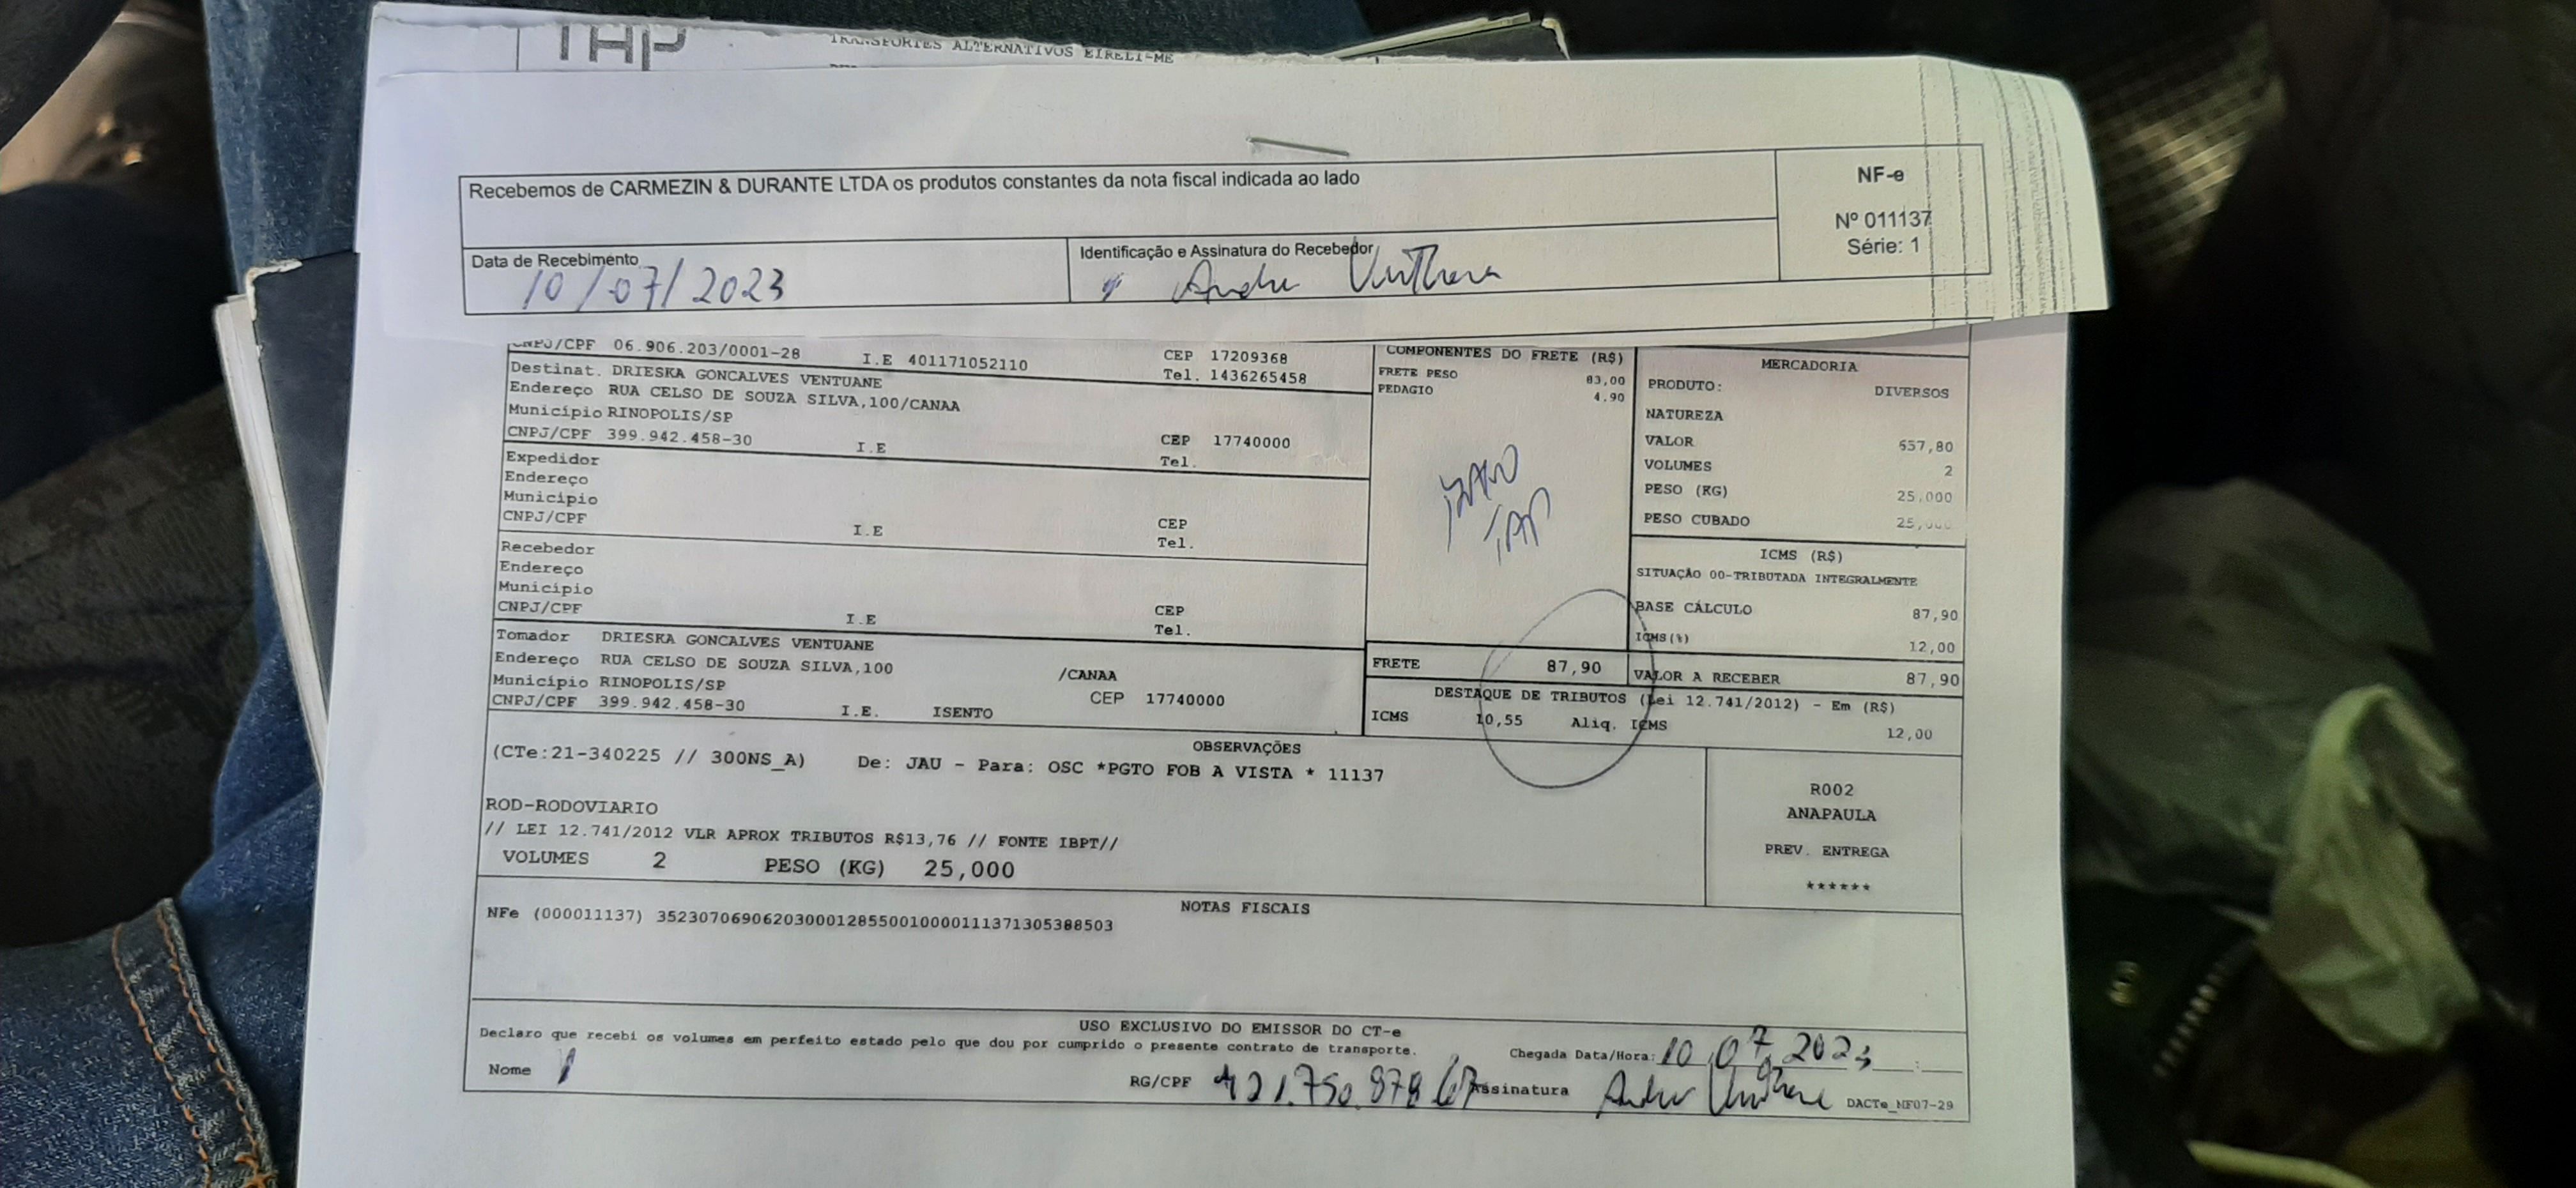 TAP TRANSPORTES ALTERNATIVOS EIRELI-ME
Recebemos de CARMEZIN & DURANTE LTDA os produtos constantes da nota fiscal indicada ao lado
NF-e
Nº 011137
Série: 1
Data de Recebimento
10/07/2023
Identificação e Assinatura do Recebedor
Andre
CNPJ/CPF 06.906.203/0001-28 I.E 401171052110 CEP 17209368
Tel. 1436265458
Destinat. DRIESKA GONCALVES VENTUANE
Endereço RUA CELSO DE SOUZA SILVA,100/CANAA
Município RINOPOLIS/SP
CNPJ/CPF 399.942.458-30 I.E CEP 17740000
Tel.
Expedidor
Endereço
Município
CNPJ/CPF I.E CEP
Tel.
Recebedor
Endereço
Município
CNPJ/CPF I.E CEP
Tel.
Tomador DRIESKA GONCALVES VENTUANE
Endereço RUA CELSO DE SOUZA SILVA,100 /CANAA
Município RINOPOLIS/SP CEP 17740000
CNPJ/CPF 399.942.458-30 I.E. ISENTO
COMPONENTES DO FRETE (R$)
FRETE PESO 83,00
PEDAGIO 4.90
TAP
FRETE 87,90
MERCADORIA
PRODUTO: DIVERSOS
NATUREZA
VALOR 657,80
VOLUMES 2
PESO (KG) 25,000
PESO CUBADO 25,000
ICMS (R$)
SITUAÇÃO 00-TRIBUTADA INTEGRALMENTE
BASE CÁLCULO 87,90
ICMS(%) 12,00
VALOR A RECEBER 87,90
DESTAQUE DE TRIBUTOS (Lei 12.741/2012) - Em (R$)
ICMS 10,55 Aliq. ICMS 12,00
OBSERVAÇÕES
(CTe:21-340225 // 300NS_A) De: JAU - Para: OSC *PGTO FOB A VISTA * 11137
ROD-RODOVIARIO
// LEI 12.741/2012 VLR APROX TRIBUTOS R$13,76 // FONTE IBPT//
VOLUMES 2 PESO (KG) 25,000
R002
ANAPAULA
PREV. ENTREGA
******
NOTAS FISCAIS
NFe (000011137) 35230706906203000128550010000111371305388503
USO EXCLUSIVO DO EMISSOR DO CT-e
Declaro que recebi os volumes em perfeito estado pelo que dou por cumprido o presente contrato de transporte.
Chegada Data/Hora: 10 07 2023 :
Nome RG/CPF 421.750.878 67 Assinatura Andre
DACTe_NF07-29